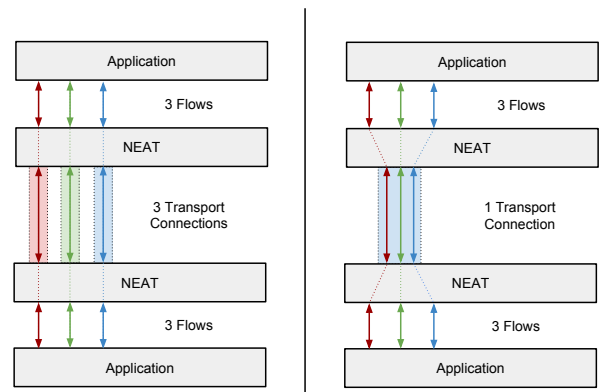 Application
3 Flows
NEAT
3 Transport
Connections
NEAT
3 Flows
Application
Application
3 Flows
NEAT
1 Transport
Connection
NEAT
3 Flows
Application